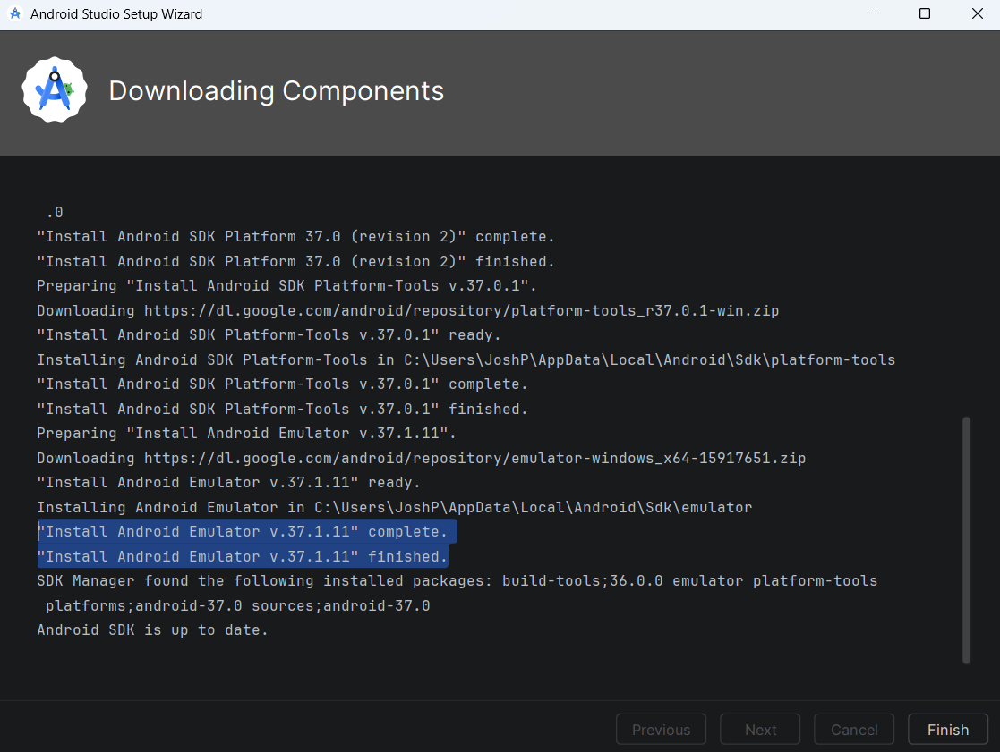 Android Studio Setup Wizard
Downloading Components
.0
"Install Android SDK Platform 37.0 (revision 2)" complete.
"Install Android SDK Platform 37.0 (revision 2)" finished.
Preparing "Install Android SDK Platform-Tools v.37.0.1".
Downloading https://dl.google.com/android/repository/platform-tools_r37.0.1-win.zip
"Install Android SDK Platform-Tools v.37.0.1" ready.
Installing Android SDK Platform-Tools in C:\Users\JoshP\AppData\Local\Android\Sdk\platform-tools
"Install Android SDK Platform-Tools v.37.0.1" complete.
"Install Android SDK Platform-Tools v.37.0.1" finished.
Preparing "Install Android Emulator v.37.1.11".
Downloading https://dl.google.com/android/repository/emulator-windows_x64-15917651.zip
"Install Android Emulator v.37.1.11" ready.
Installing Android Emulator in C:\Users\JoshP\AppData\Local\Android\Sdk\emulator
"Install Android Emulator v.37.1.11" complete.
"Install Android Emulator v.37.1.11" finished.
SDK Manager found the following installed packages: build-tools;36.0.0 emulator platform-tools
platforms;android-37.0 sources;android-37.0
Android SDK is up to date.
Previous Next Cancel Finish